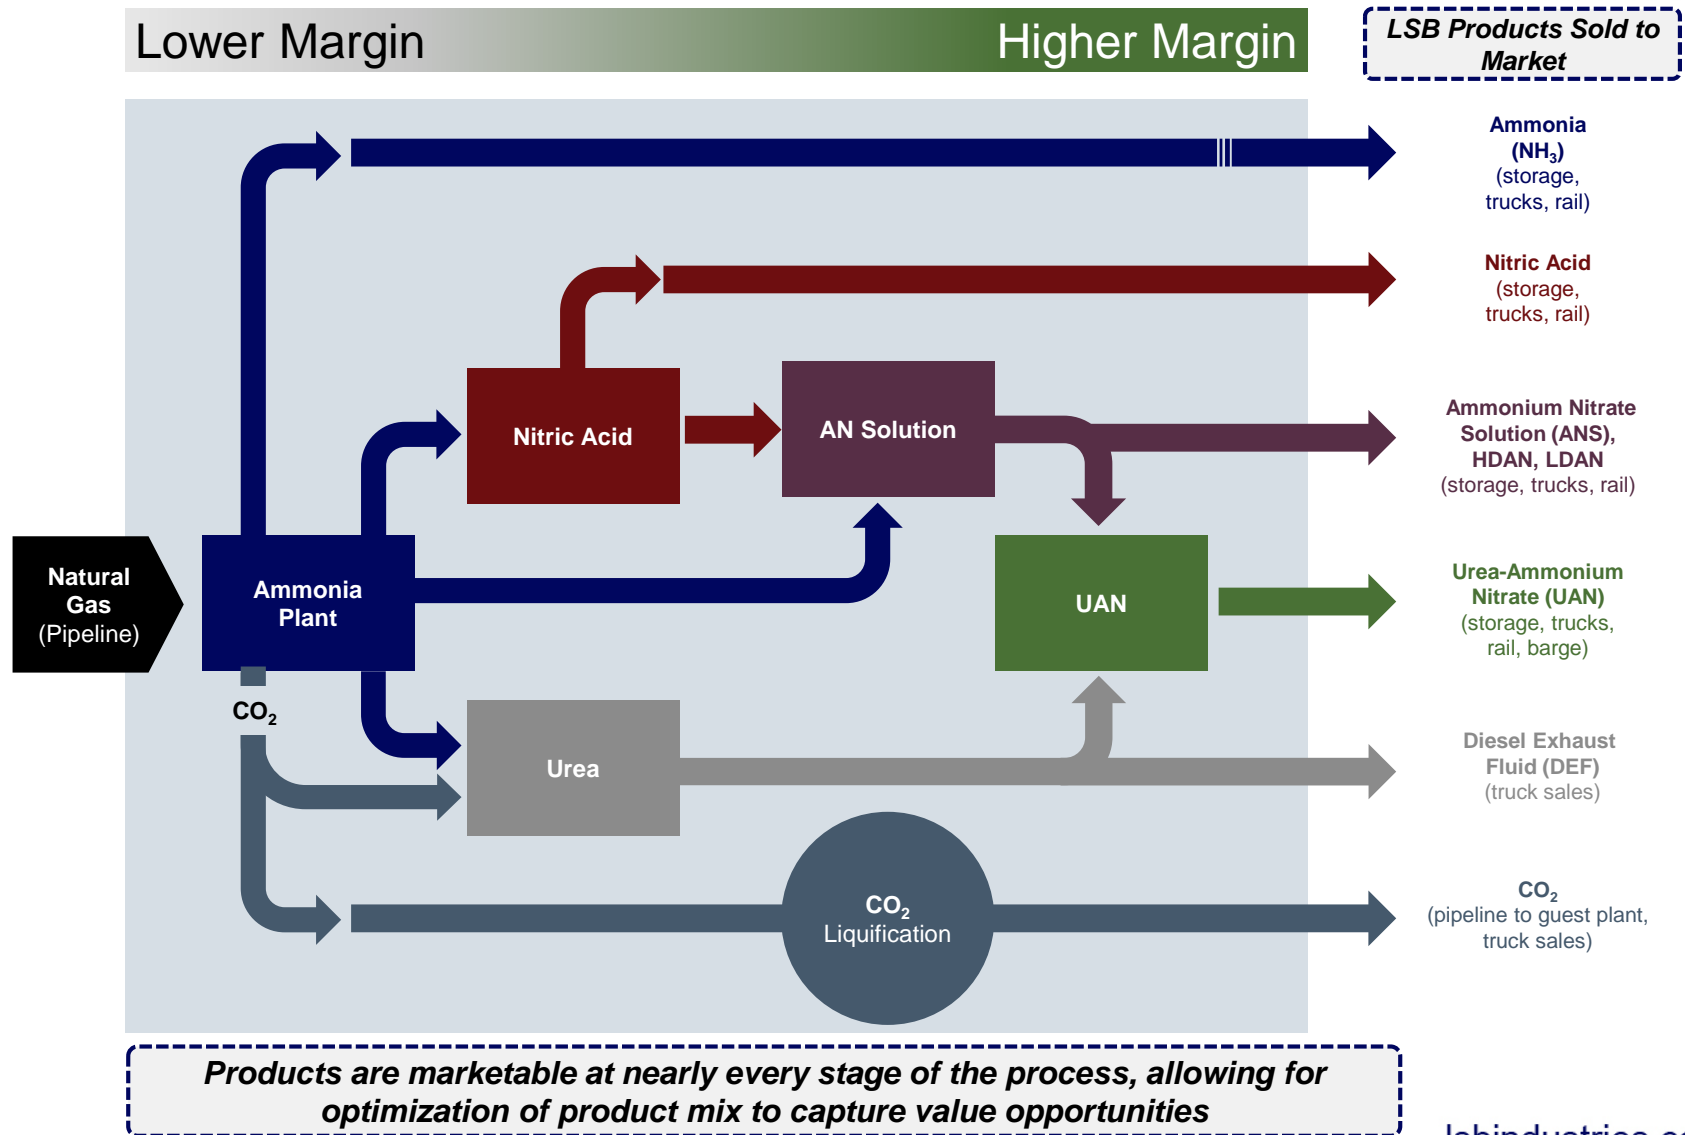 Lower Margin
Higher Margin
LSB Products Sold to
Market
Ammonia
(NH₃)
(storage,
trucks, rail)
Nitric Acid
(storage,
trucks, rail)
Nitric Acid
AN Solution
Ammonium Nitrate
Solution (ANS),
HDAN, LDAN
(storage, trucks, rail)
Natural
Gas
(Pipeline)
Ammonia
Plant
UAN
Urea-Ammonium
Nitrate (UAN)
(storage, trucks,
rail, barge)
CO₂
Urea
Diesel Exhaust
Fluid (DEF)
(truck sales)
CO₂
Liquification
CO₂
(pipeline to guest plant,
truck sales)
Products are marketable at nearly every stage of the process, allowing for
optimization of product mix to capture value opportunities